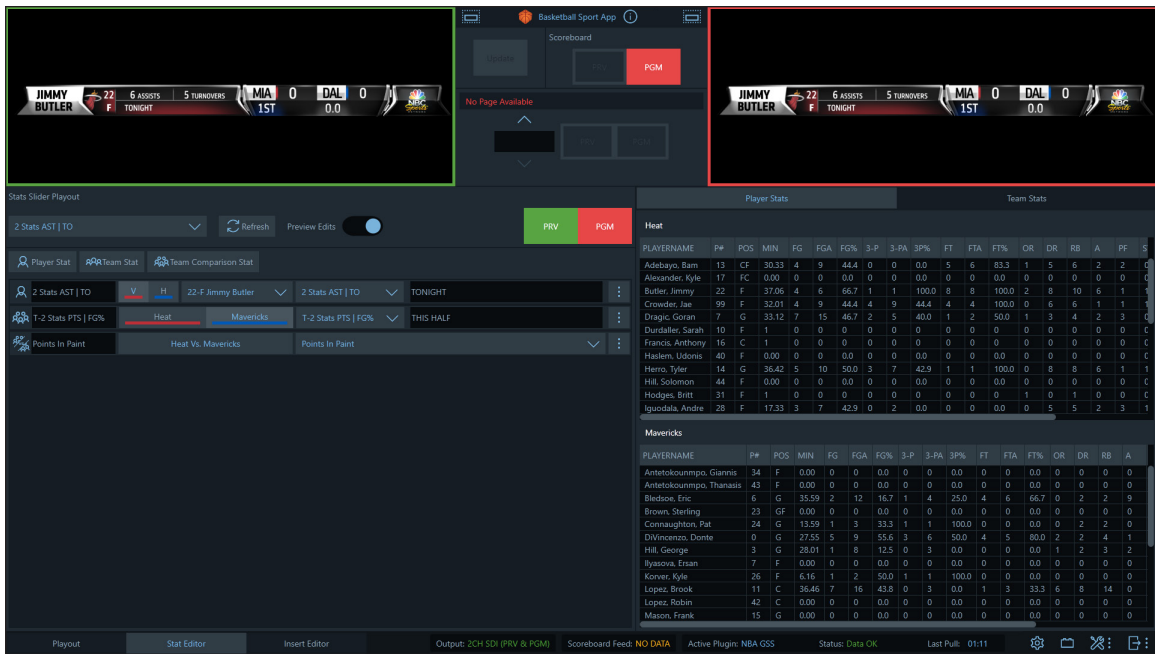 Basketball Sport App
Scoreboard
Update
PRV
PGM
No Page Available
PRV
PGM
JIMMY BUTLER 22 F 6 ASSISTS 5 TURNOVERS TONIGHT MIA 0 DAL 0 1ST 0.0 NBC Sports
JIMMY BUTLER 22 F 6 ASSISTS 5 TURNOVERS TONIGHT MIA 0 DAL 0 1ST 0.0 NBC Sports
Stats Slider Playout
2 Stats AST | TO Refresh Preview Edits PRV PGM
Player Stat Team Stat Team Comparison Stat
2 Stats AST | TO V H 22-F Jimmy Butler 2 Stats AST | TO TONIGHT
T-2 Stats PTS | FG% Heat Mavericks T-2 Stats PTS | FG% THIS HALF
Points In Paint Heat Vs. Mavericks Points In Paint
Player Stats Team Stats
Heat
PLAYERNAME P# POS MIN FG FGA FG% 3-P 3-PA 3P% FT FTA FT% OR DR RB A PF S
Adebayo, Bam 13 CF 30.33 4 9 44.4 0 0 0.0 5 6 83.3 1 5 6 2 2
Alexander, Kyle 17 FC 0.00 0 0 0.0 0 0 0.0 0 0 0.0 0 0 0 0 0
Butler, Jimmy 22 F 37.06 4 6 66.7 1 1 100.0 8 8 100.0 2 8 10 6 1
Crowder, Jae 99 F 32.01 4 9 44.4 4 9 44.4 4 4 100.0 0 6 6 1 1
Dragic, Goran 7 G 33.12 7 15 46.7 2 5 40.0 1 2 50.0 1 3 4 2 3
Durdaller, Sarah 10 F 1 0 0 0 0 0 0 0 0 0 0 0 0 0 0
Francis, Anthony 16 C 1 0 0 0 0 0 0 0 0 0 0 0 0 0 0
Haslem, Udonis 40 F 0.00 0 0 0.0 0 0 0.0 0 0 0.0 0 0 0 0 0
Herro, Tyler 14 G 36.42 5 10 50.0 3 7 42.9 1 1 100.0 0 8 8 6 1
Hill, Solomon 44 F 0.00 0 0 0.0 0 0 0.0 0 0 0.0 0 0 0 0 0
Hodges, Britt 31 F 1 0 0 0 0 0 0 0 0 0 1 0 1 0 0
Iguodala, Andre 28 F 17.33 3 7 42.9 0 2 0.0 0 0 0.0 0 5 5 2 3
Mavericks
PLAYERNAME P# POS MIN FG FGA FG% 3-P 3-PA 3P% FT FTA FT% OR DR RB A
Antetokounmpo, Giannis 34 F 0.00 0 0 0.0 0 0 0.0 0 0 0.0 0 0 0 0
Antetokounmpo, Thanasis 43 F 0.00 0 0 0.0 0 0 0.0 0 0 0.0 0 0 0 0
Bledsoe, Eric 6 G 35.59 2 12 16.7 1 4 25.0 4 6 66.7 0 2 2 9
Brown, Sterling 23 GF 0.00 0 0 0.0 0 0 0.0 0 0 0.0 0 0 0 0
Connaughton, Pat 24 G 13.59 1 3 33.3 1 1 100.0 0 0 0.0 0 2 2 0
DiVincenzo, Donte 0 G 27.55 5 9 55.6 3 6 50.0 4 5 80.0 2 2 4 1
Hill, George 3 G 28.01 1 8 12.5 0 3 0.0 0 0 0.0 1 2 3 2
Ilyasova, Ersan 7 F 0.00 0 0 0.0 0 0 0.0 0 0 0.0 0 0 0 0
Korver, Kyle 26 F 6.16 1 2 50.0 1 1 100.0 0 0 0.0 0 0 0 0
Lopez, Brook 11 C 36.46 7 16 43.8 0 3 0.0 1 3 33.3 6 8 14 0
Lopez, Robin 42 C 0.00 0 0 0.0 0 0 0.0 0 0 0.0 0 0 0 0
Mason, Frank 15 G 0.00 0 0 0.0 0 0 0.0 0 0 0.0 0 0 0 0
Playout Stat Editor Insert Editor Output: 2CH SDI (PRV & PGM) Scoreboard Feed: NO DATA Active Plugin: NBA GSS Status: Data OK Last Pull: 01:11